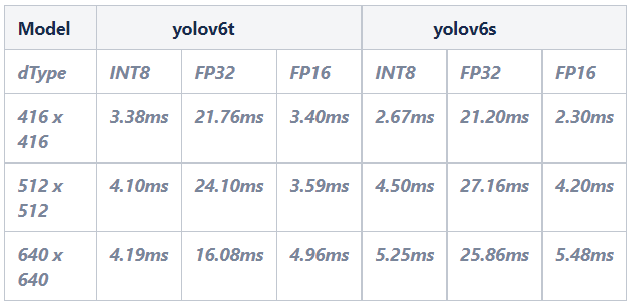 Model yolov6t yolov6s
dType INT8 FP32 FP16 INT8 FP32 FP16
416 x 416 3.38ms 21.76ms 3.40ms 2.67ms 21.20ms 2.30ms
512 x 512 4.10ms 24.10ms 3.59ms 4.50ms 27.16ms 4.20ms
640 x 640 4.19ms 16.08ms 4.96ms 5.25ms 25.86ms 5.48ms